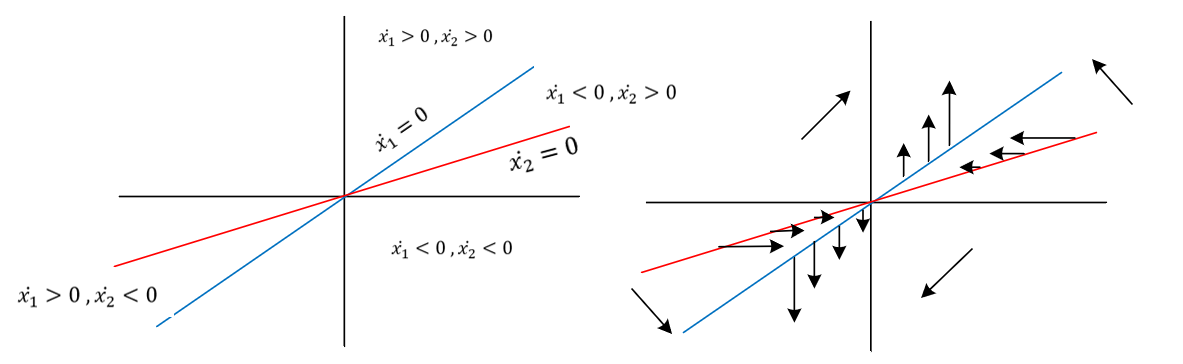 ẋ₁ > 0 , ẋ₂ > 0
ẋ₁ < 0 , ẋ₂ > 0
ẋ₁ = 0
ẋ₂ = 0
ẋ₁ < 0 , ẋ₂ < 0
ẋ₁ > 0 , ẋ₂ < 0